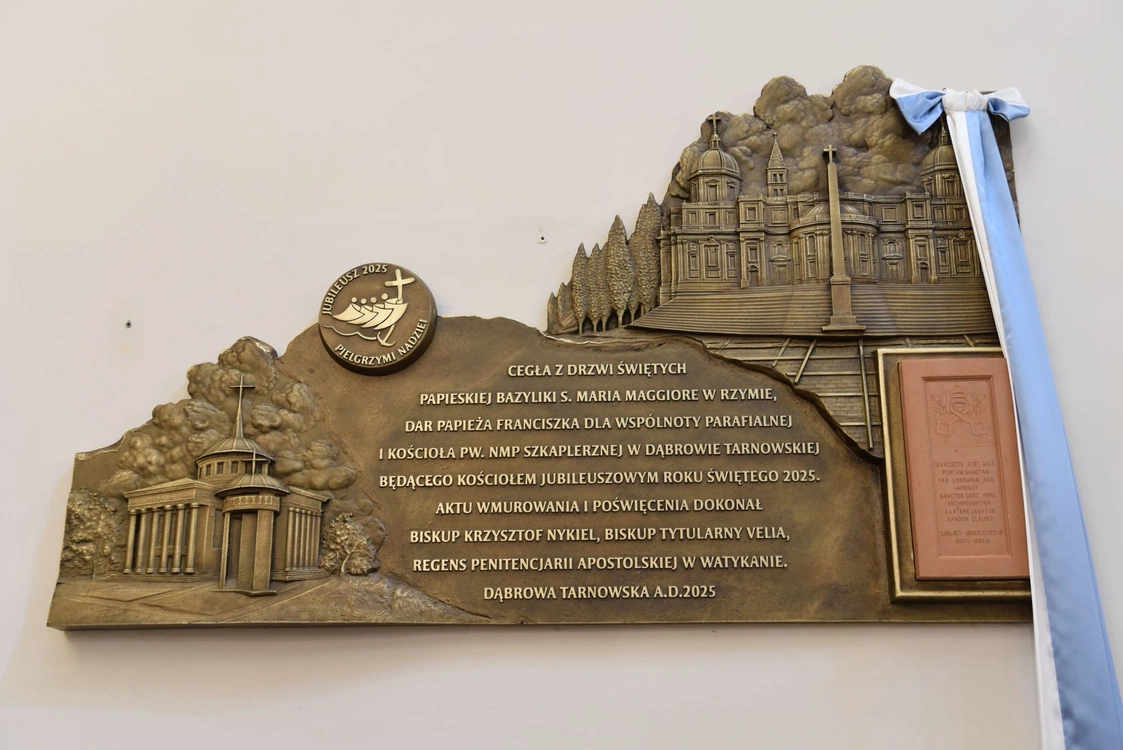 JUBILEUSZ 2025
PIELGRZYMI NADZIEI
CEGŁA Z DRZWI ŚWIĘTYCH
PAPIESKIEJ BAZYLIKI S. MARIA MAGGIORE W RZYMIE,
DAR PAPIEŻA FRANCISZKA DLA WSPÓLNOTY PARAFIALNEJ
I KOŚCIOŁA PW. NMP SZKAPLERZNEJ W DĄBROWIE TARNOWSKIEJ
BĘDĄCEGO KOŚCIOŁEM JUBILEUSZOWYM ROKU ŚWIĘTEGO 2025.
AKTU WMUROWANIA I POŚWIĘCENIA DOKONAŁ
BISKUP KRZYSZTOF NYKIEL, BISKUP TYTULARNY VELIA,
REGENS PENITENCJARII APOSTOLSKIEJ W WATYKANIE.
DĄBROWA TARNOWSKA A.D.2025
PORTAM SANCTAM